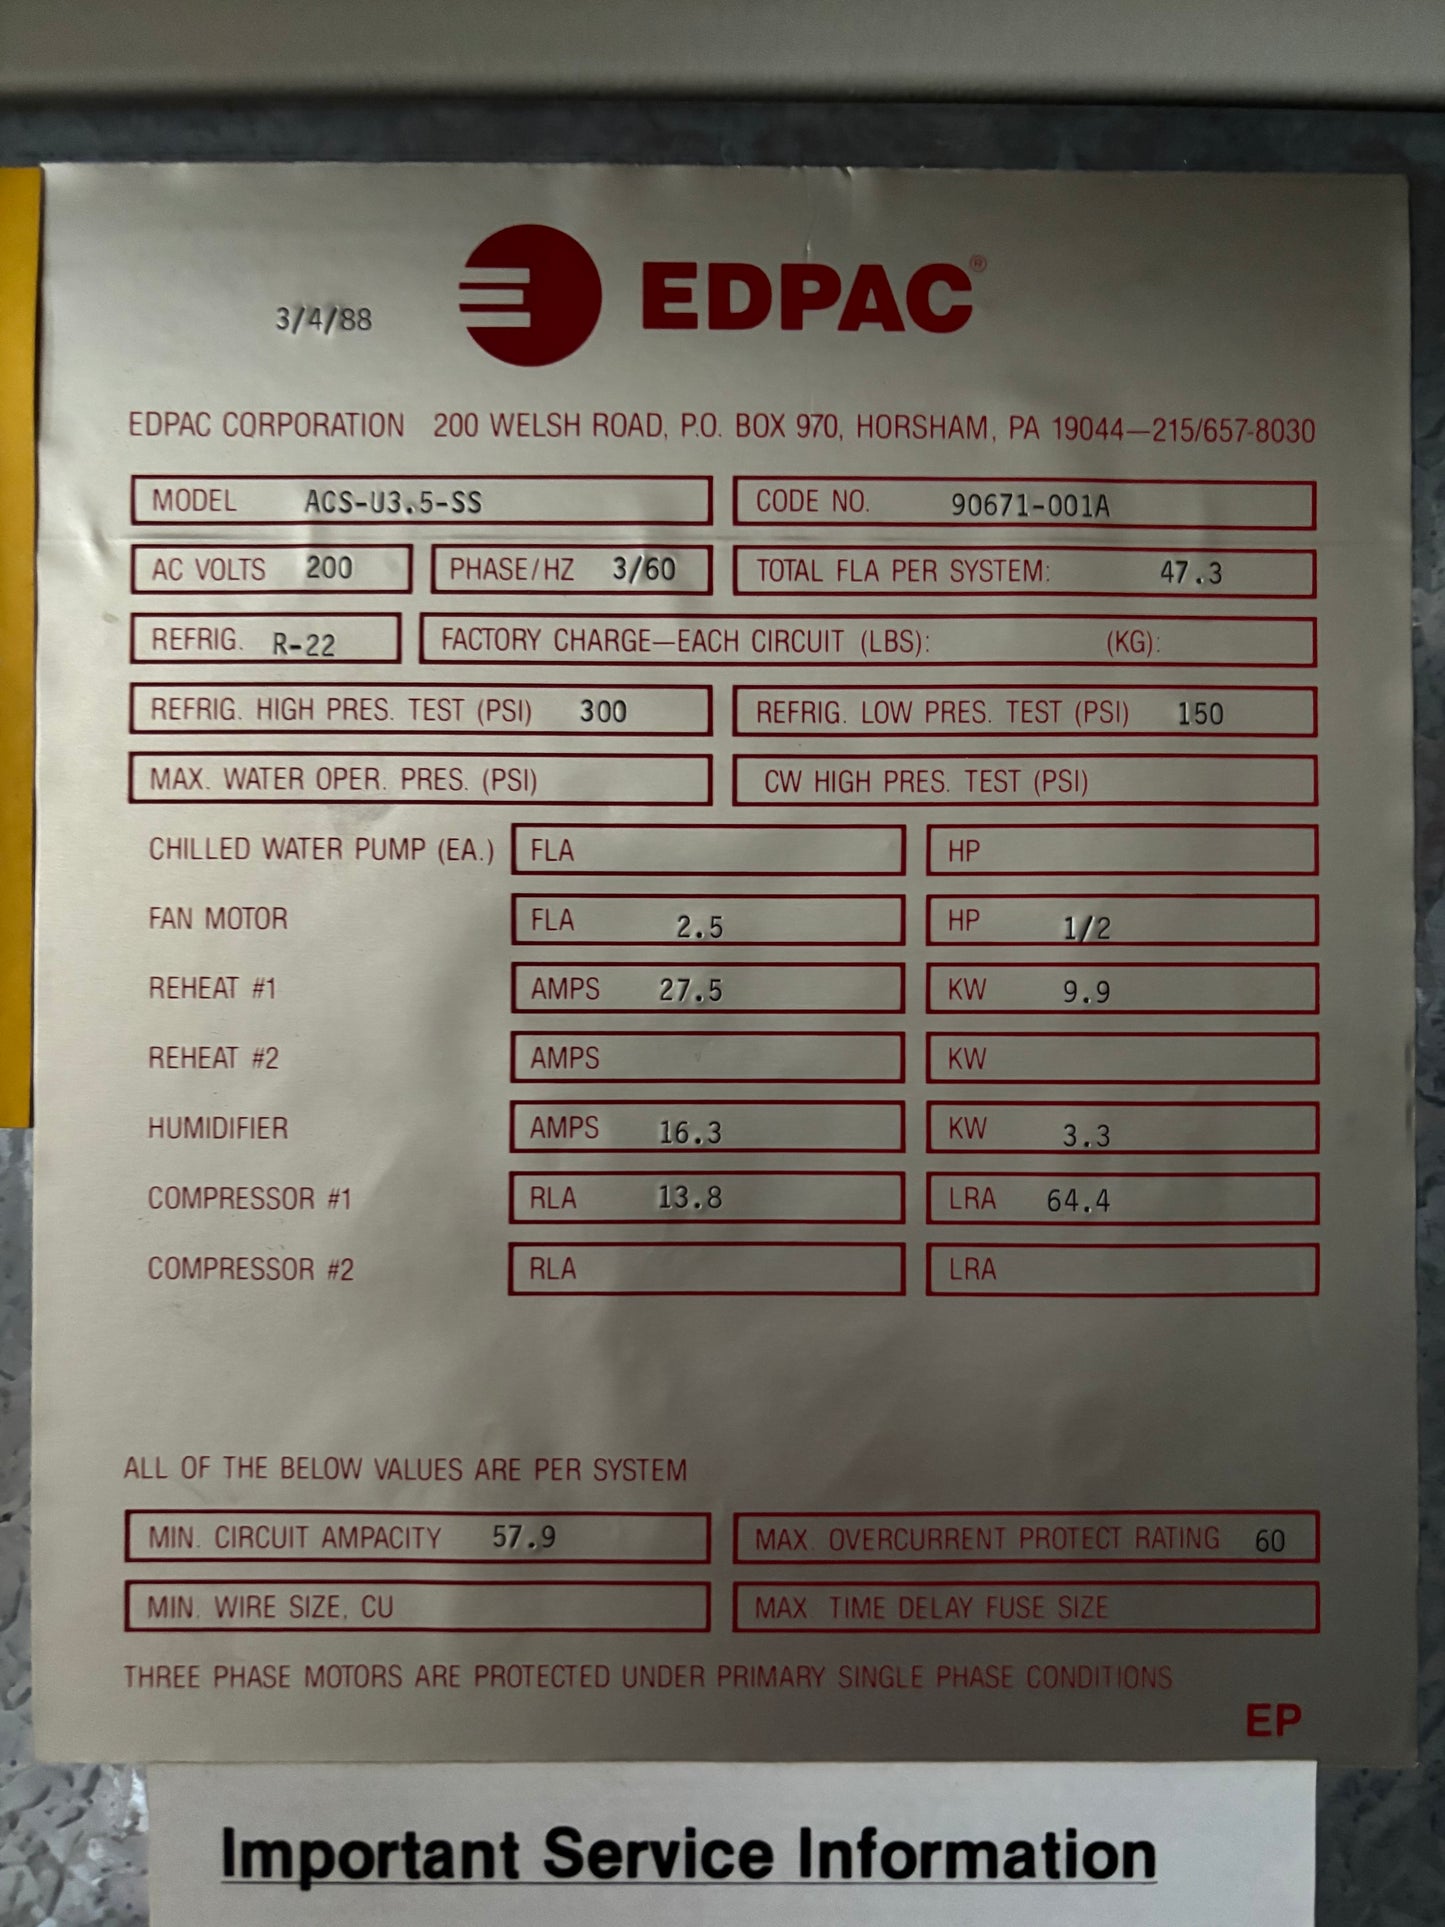 3/4/88
EDPAC®
EDPAC CORPORATION 200 WELSH ROAD, P.O. BOX 970, HORSHAM, PA 19044—215/657-8030
MODEL ACS-U3.5-SS CODE NO. 90671-001A
AC VOLTS 200 PHASE/HZ 3/60 TOTAL FLA PER SYSTEM: 47.3
REFRIG. R-22 FACTORY CHARGE—EACH CIRCUIT (LBS): (KG):
REFRIG. HIGH PRES. TEST (PSI) 300 REFRIG. LOW PRES. TEST (PSI) 150
MAX. WATER OPER. PRES. (PSI) CW HIGH PRES. TEST (PSI)
CHILLED WATER PUMP (EA.) FLA HP
FAN MOTOR FLA 2.5 HP 1/2
REHEAT #1 AMPS 27.5 KW 9.9
REHEAT #2 AMPS KW
HUMIDIFIER AMPS 16.3 KW 3.3
COMPRESSOR #1 RLA 13.8 LRA 64.4
COMPRESSOR #2 RLA LRA
ALL OF THE BELOW VALUES ARE PER SYSTEM
MIN. CIRCUIT AMPACITY 57.9 MAX. OVERCURRENT PROTECT RATING 60
MIN. WIRE SIZE, CU MAX. TIME DELAY FUSE SIZE
THREE PHASE MOTORS ARE PROTECTED UNDER PRIMARY SINGLE PHASE CONDITIONS
EP
Important Service Information